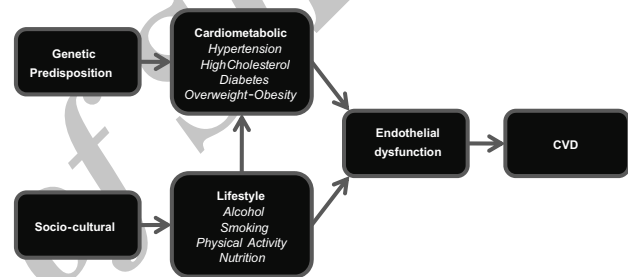 Genetic
Predisposition
Cardiometabolic
Hypertension
HighCholesterol
Diabetes
Overweight-Obesity
Endothelial
dysfunction
CVD
Socio-cultural
Lifestyle
Alcohol
Smoking
Physical Activity
Nutrition